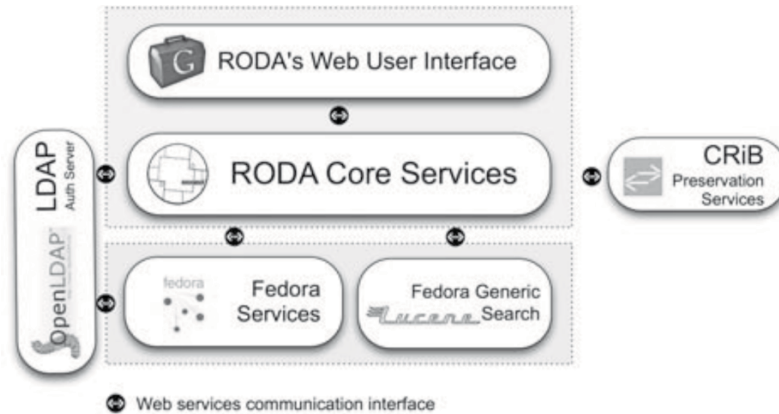 G
RODA's Web User Interface
LDAP
Auth Server
OpenLDAP™
RODA Core Services
CRiB
Preservation
Services
fedora
Fedora
Services
Fedora Generic
Search
Lucene
Web services communication interface